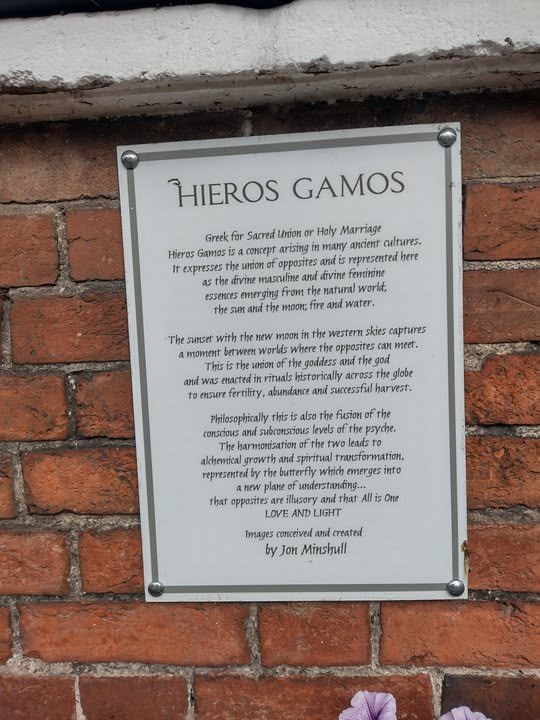 HIEROS GAMOS
Greek for Sacred Union or Holy Marriage
Hieros Gamos is a concept arising in many ancient cultures.
It expresses the union of opposites and is represented here
as the divine masculine and divine feminine
essences emerging from the natural world;
the sun and the moon; fire and water.
The sunset with the new moon in the western skies captures
a moment between worlds where the opposites can meet.
This is the union of the goddess and the god
and was enacted in rituals historically across the globe
to ensure fertility, abundance and successful harvest.
Philosophically this is also the fusion of the
conscious and subconscious levels of the psyche.
The harmonisation of the two leads to
alchemical growth and spiritual transformation,
represented by the butterfly which emerges into
a new plane of understanding...
that opposites are illusory and that All is One
LOVE AND LIGHT
Images conceived and created
by Jon Minshull